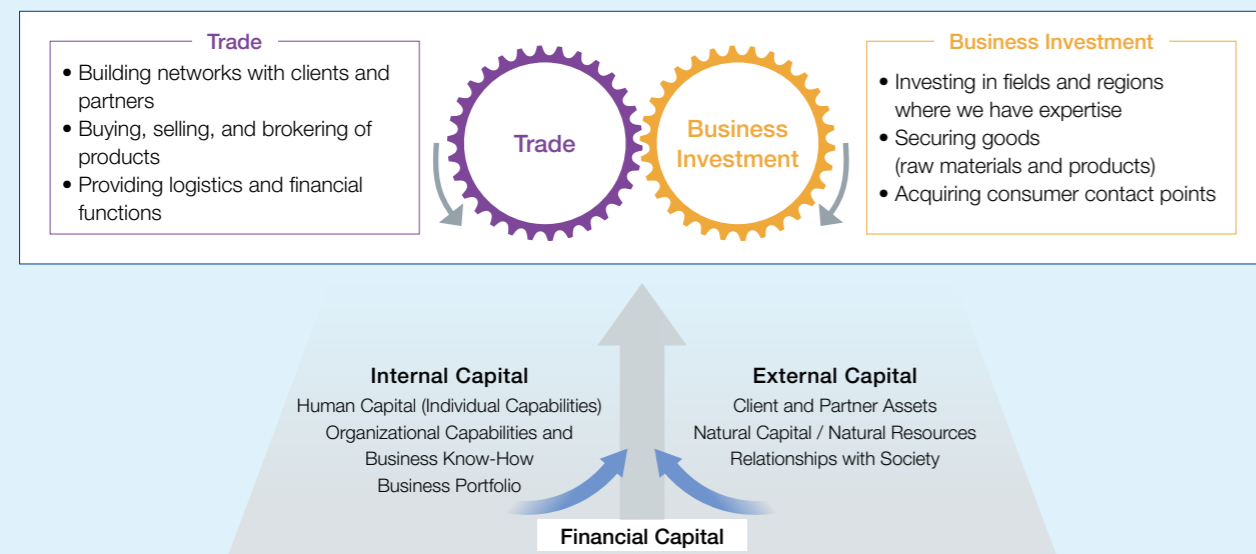 Trade
• Building networks with clients and
partners
• Buying, selling, and brokering of
products
• Providing logistics and financial
functions
Trade
Business
Investment
Business Investment
• Investing in fields and regions
where we have expertise
• Securing goods
(raw materials and products)
• Acquiring consumer contact points
Internal Capital
Human Capital (Individual Capabilities)
Organizational Capabilities and
Business Know-How
Business Portfolio
External Capital
Client and Partner Assets
Natural Capital / Natural Resources
Relationships with Society
Financial Capital